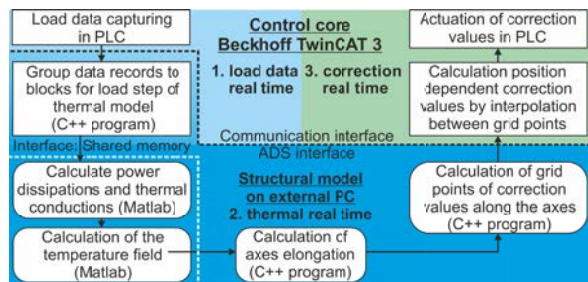 Load data capturing
in PLC
Group data records to
blocks for load step of
thermal model
(C++ program)
Interface: Shared memory
Calculate power
dissipations and thermal
conductions (Matlab)
Calculation of the
temperature field
(Matlab)
Control core
Beckhoff TwinCAT 3
1. load data
real time
3. correction
real time
Communication interface
ADS interface
Structural model
on external PC
2. thermal real time
Calculation of
axes elongation
(C++ program)
Actuation of correction
values in PLC
Calculation position
dependent correction
values by interpolation
between grid points
Calculation of grid
points of correction
values along the axes
(C++ program)